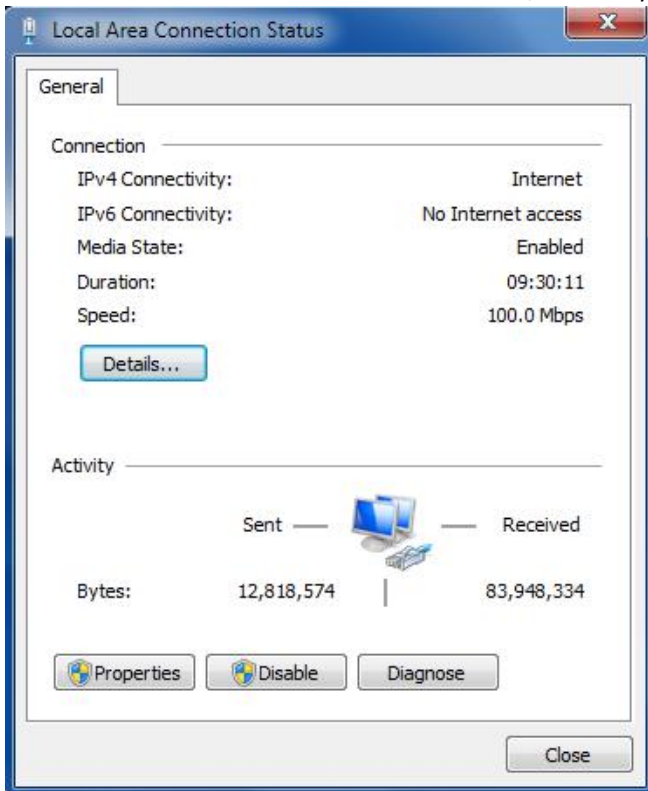 Local Area Connection Status
General
Connection
IPv4 Connectivity: Internet
IPv6 Connectivity: No Internet access
Media State: Enabled
Duration: 09:30:11
Speed: 100.0 Mbps
Details...
Activity
Sent Received
Bytes: 12,818,574 83,948,334
Properties Disable Diagnose
Close